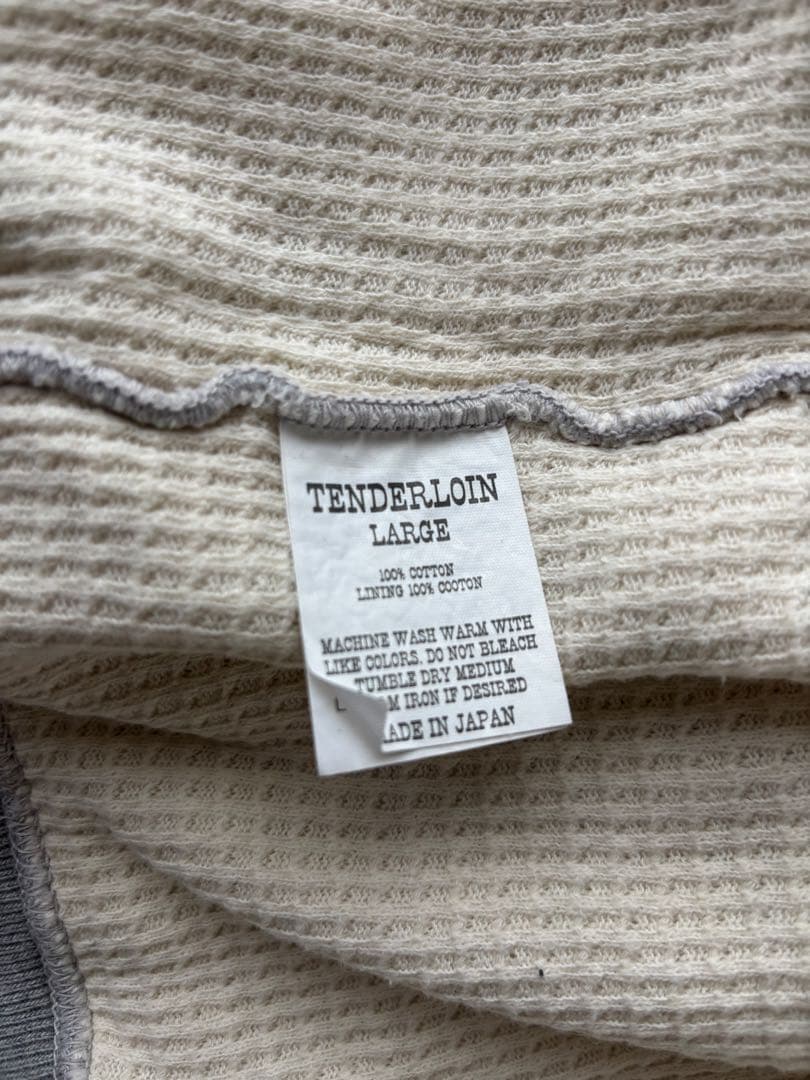 TENDERLOIN
LARGE
100% COTTON
LINING 100% COOTON
MACHINE WASH WARM WITH
LIKE COLORS. DO NOT BLEACH
TUMBLE DRY MEDIUM
L IRON IF DESIRED
IN JAPAN